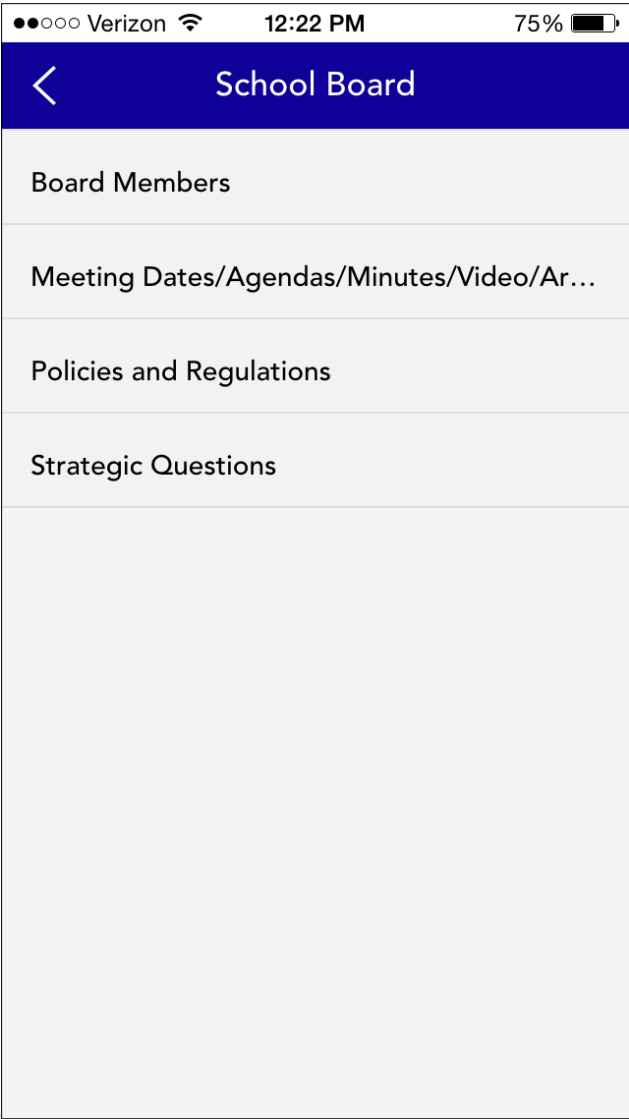 Verizon 12:22 PM 75%
School Board
Board Members
Meeting Dates/Agendas/Minutes/Video/Ar...
Policies and Regulations
Strategic Questions